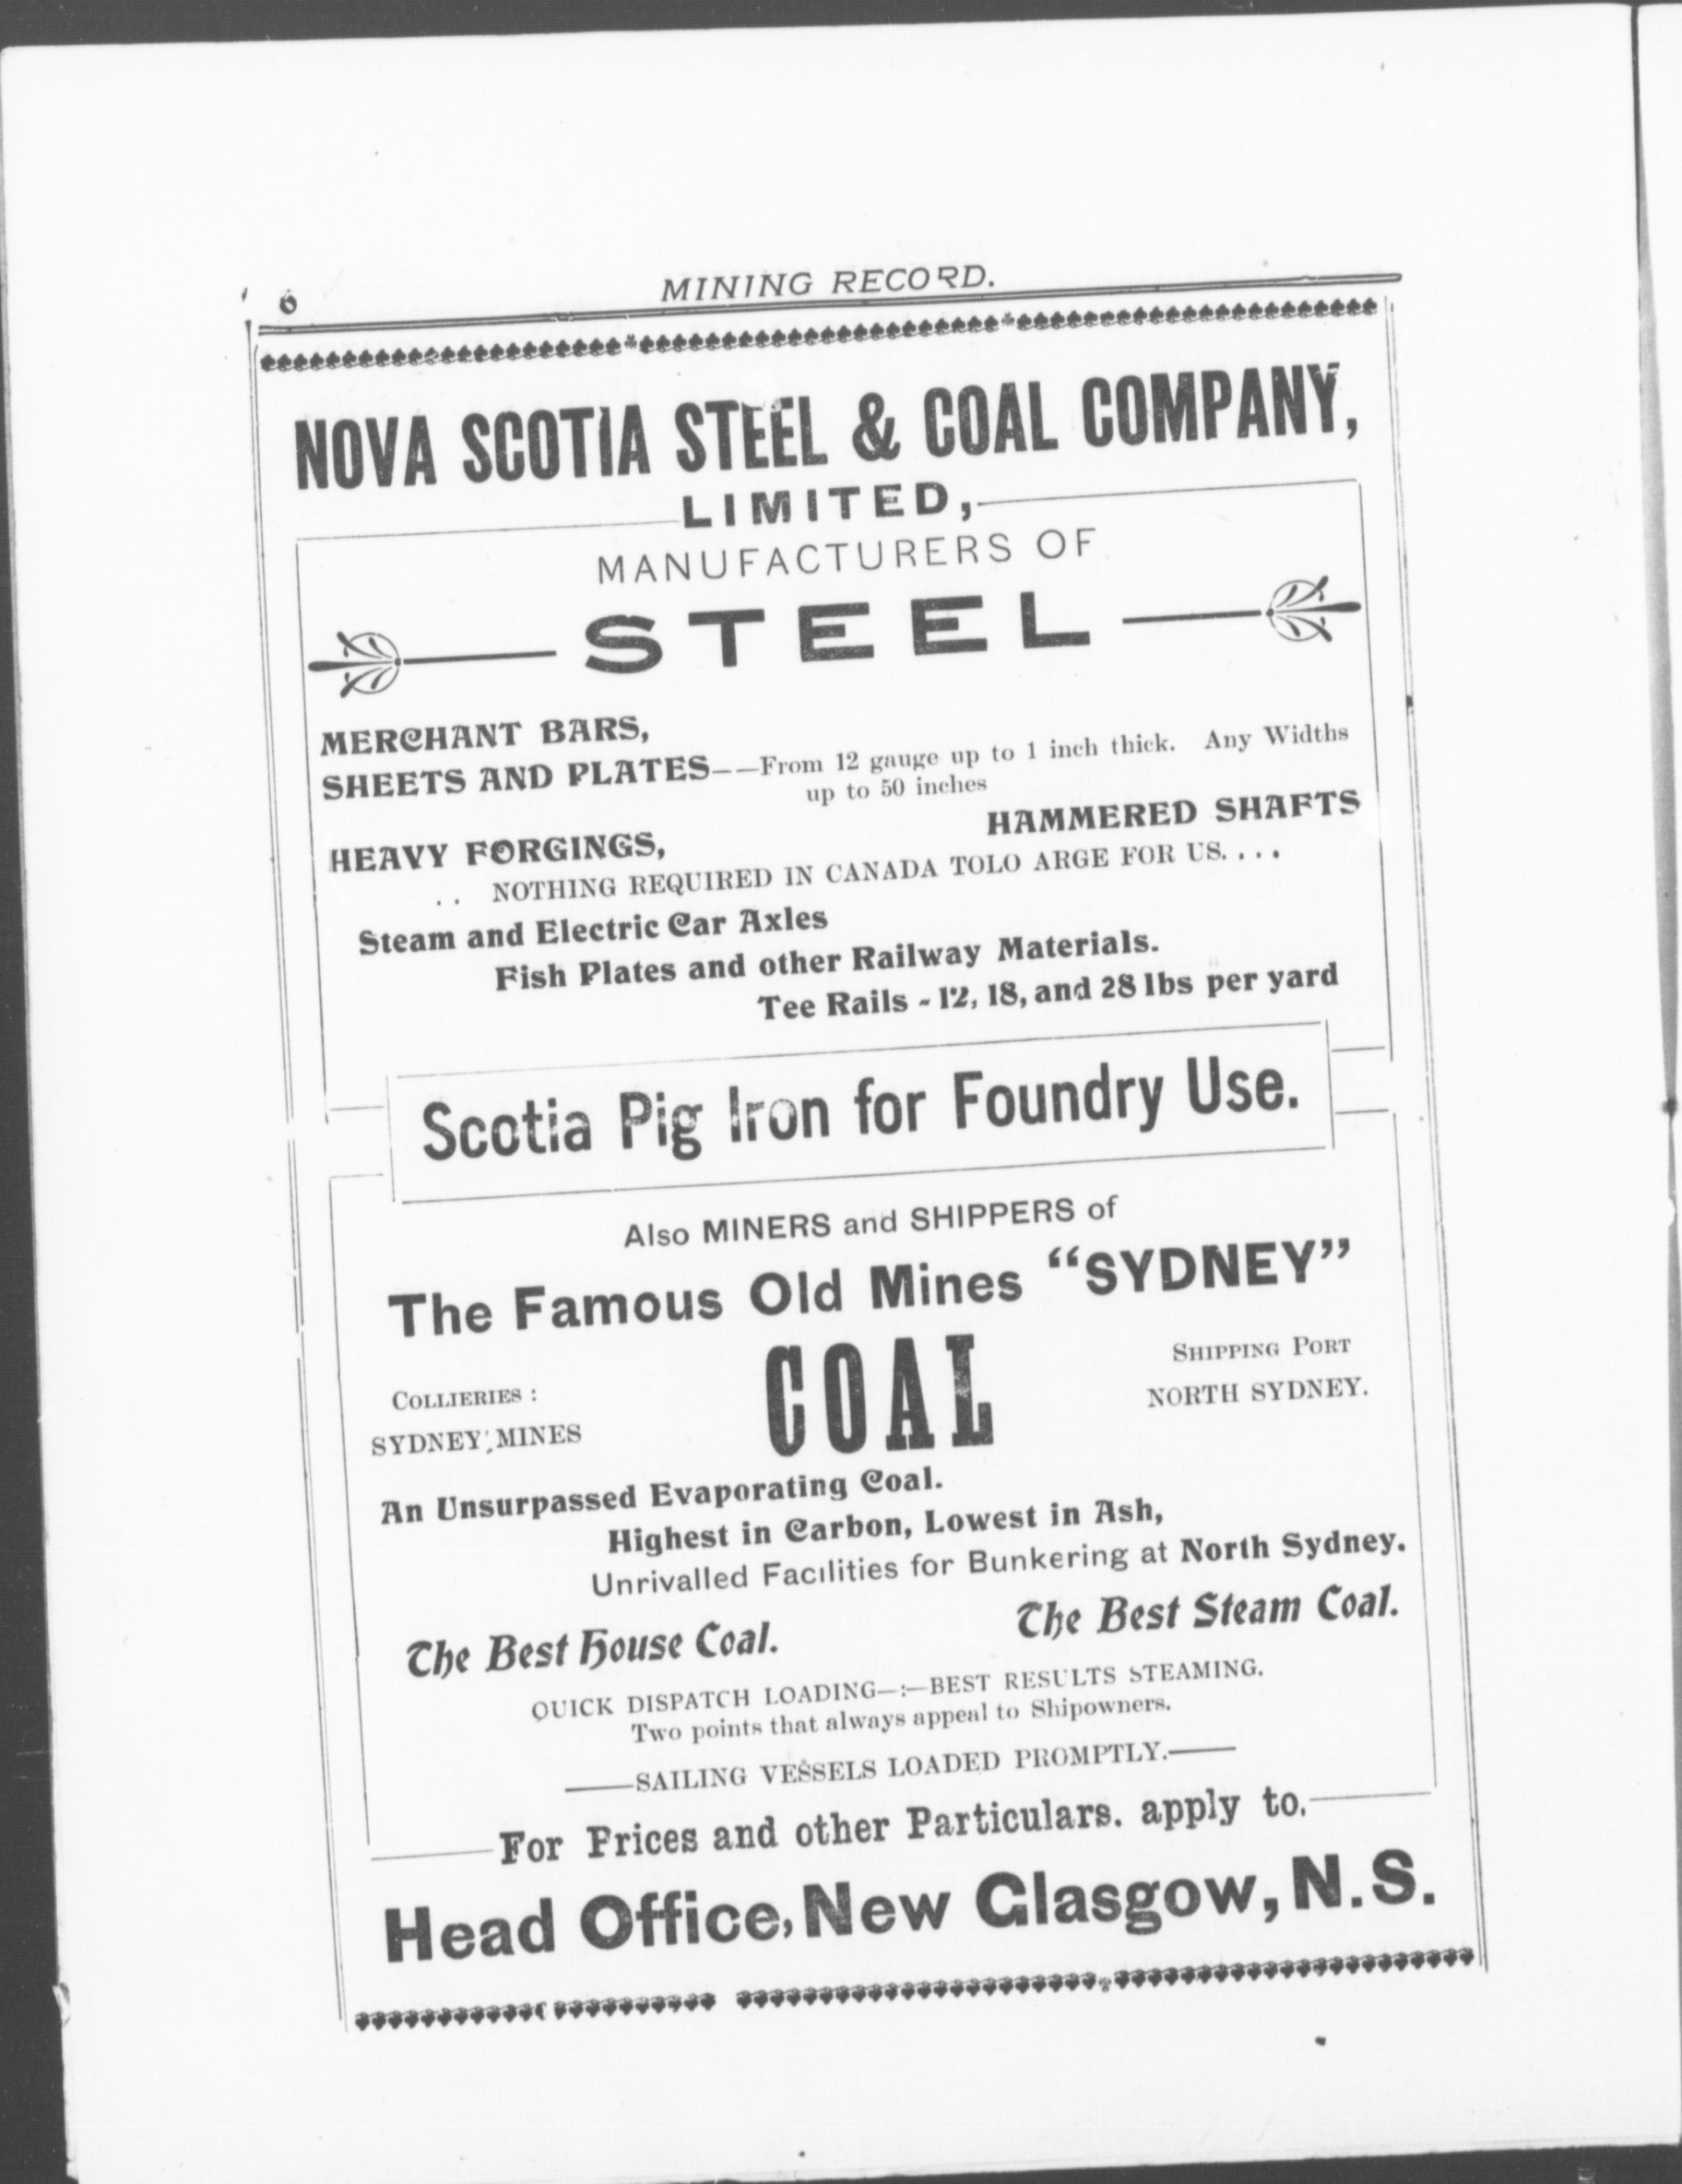 6
MINING RECORD.
NOVA SCOTIA STEEL & COAL COMPANY,
LIMITED,
MANUFACTURERS OF
STEEL
MERCHANT BARS,
SHEETS AND PLATES——From 12 gauge up to 1 inch thick. Any Widths
up to 50 inches
HEAVY FORGINGS, HAMMERED SHAFTS
. . NOTHING REQUIRED IN CANADA TOLO ARGE FOR US. . . .
Steam and Electric Car Axles
Fish Plates and other Railway Materials.
Tee Rails - 12, 18, and 28 lbs per yard
Scotia Pig Iron for Foundry Use.
Also MINERS and SHIPPERS of
The Famous Old Mines "SYDNEY"
COAL
COLLIERIES :
SYDNEY MINES
SHIPPING PORT
NORTH SYDNEY.
An Unsurpassed Evaporating Coal.
Highest in Carbon, Lowest in Ash,
Unrivalled Facilities for Bunkering at North Sydney.
The Best House Coal. The Best Steam Coal.
QUICK DISPATCH LOADING—:—BEST RESULTS STEAMING.
Two points that always appeal to Shipowners.
——SAILING VESSELS LOADED PROMPTLY.——
For Prices and other Particulars. apply to.
Head Office, New Glasgow, N.S.